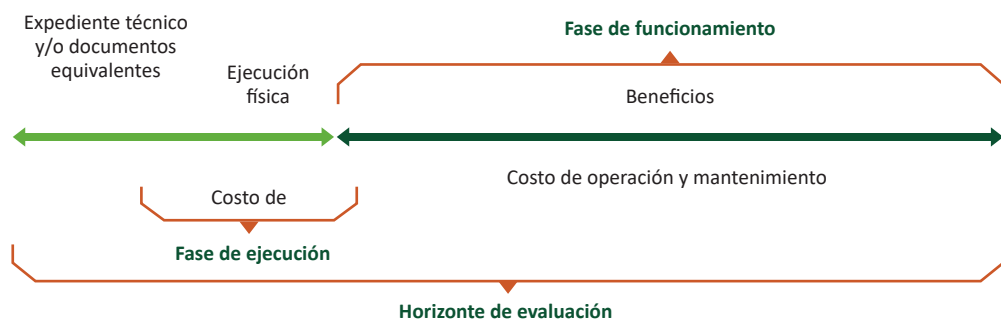 Expediente técnico
y/o documentos
equivalentes
Ejecución
física
Fase de funcionamiento
Beneficios
Costo de operación y mantenimiento
Costo de
Fase de ejecución
Horizonte de evaluación